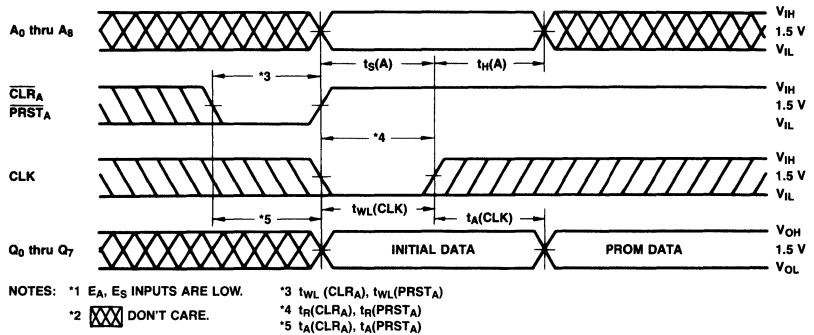 A0 thru A8
VIH
1.5 V
VIL
*3
tS(A)
tH(A)
CLRA
PRSTA
VIH
1.5 V
VIL
*4
CLK
VIH
1.5 V
VIL
*5
tWL(CLK)
tA(CLK)
Q0 thru Q7
INITIAL DATA
PROM DATA
VOH
1.5 V
VOL
NOTES: *1 EA, ES INPUTS ARE LOW.
*2 DON'T CARE.
*3 tWL (CLRA), tWL(PRSTA)
*4 tR(CLRA), tR(PRSTA)
*5 tA(CLRA), tA(PRSTA)